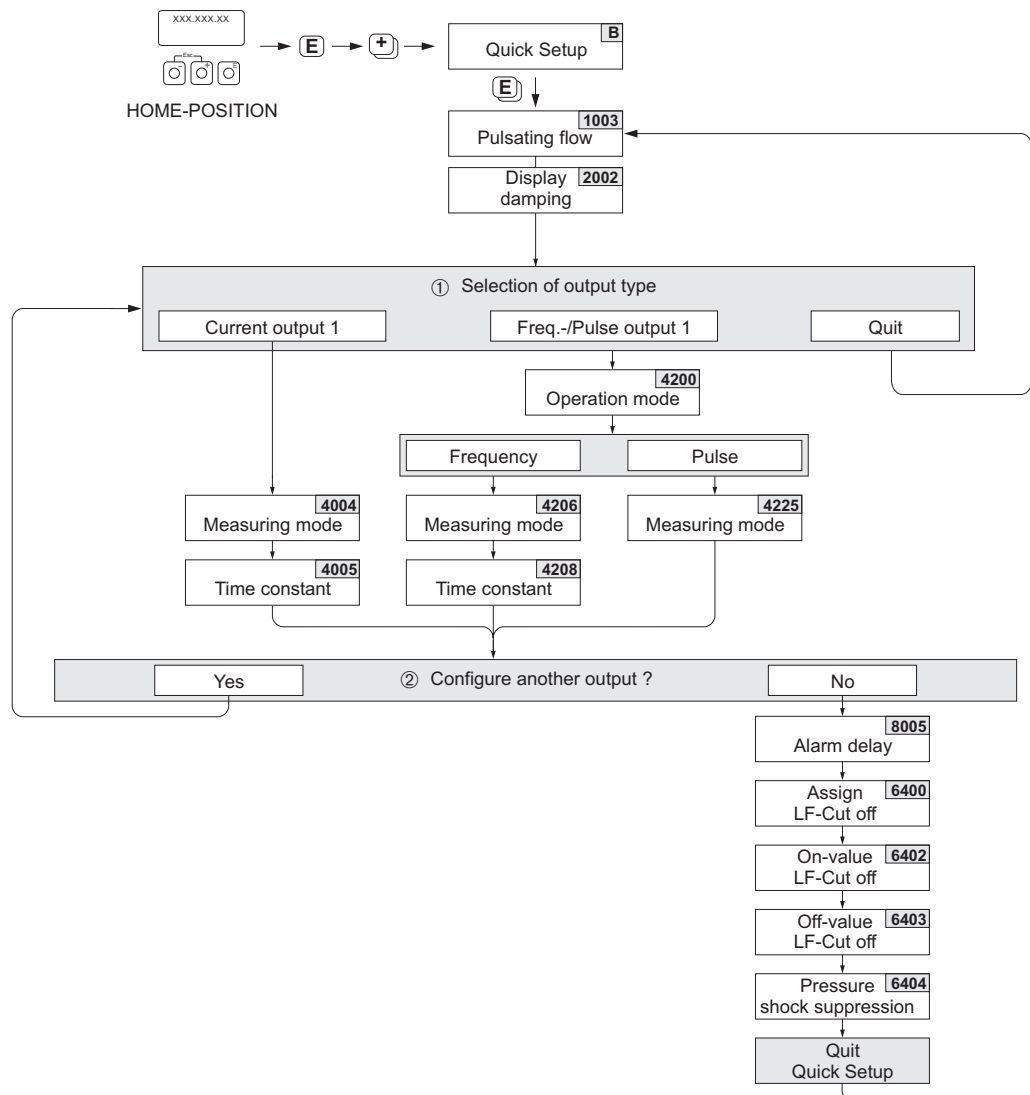 xxx.xxx.xx
Esc
- + E
E
+
HOME-POSITION
B
Quick Setup
E
1003
Pulsating flow
2002
Display
damping
① Selection of output type
Current output 1
Freq.-/Pulse output 1
Quit
4200
Operation mode
Frequency
Pulse
4004
Measuring mode
4206
Measuring mode
4225
Measuring mode
4005
Time constant
4208
Time constant
Yes
② Configure another output ?
No
8005
Alarm delay
6400
Assign
LF-Cut off
6402
On-value
LF-Cut off
6403
Off-value
LF-Cut off
6404
Pressure
shock suppression
Quit
Quick Setup